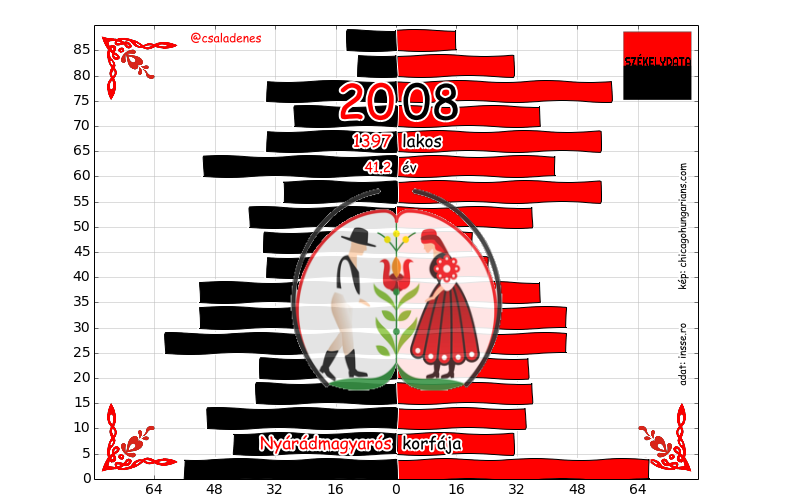 @csaladenes
SZÉKELYDATA
2008
1397 lakos
41,2 év
kép: chicagohungarians.com
adat: insse.ro
Nyárádmagyarós korfája
85
80
75
70
65
60
55
50
45
40
35
30
25
20
15
10
5
0
64 48 32 16 0 16 32 48 64